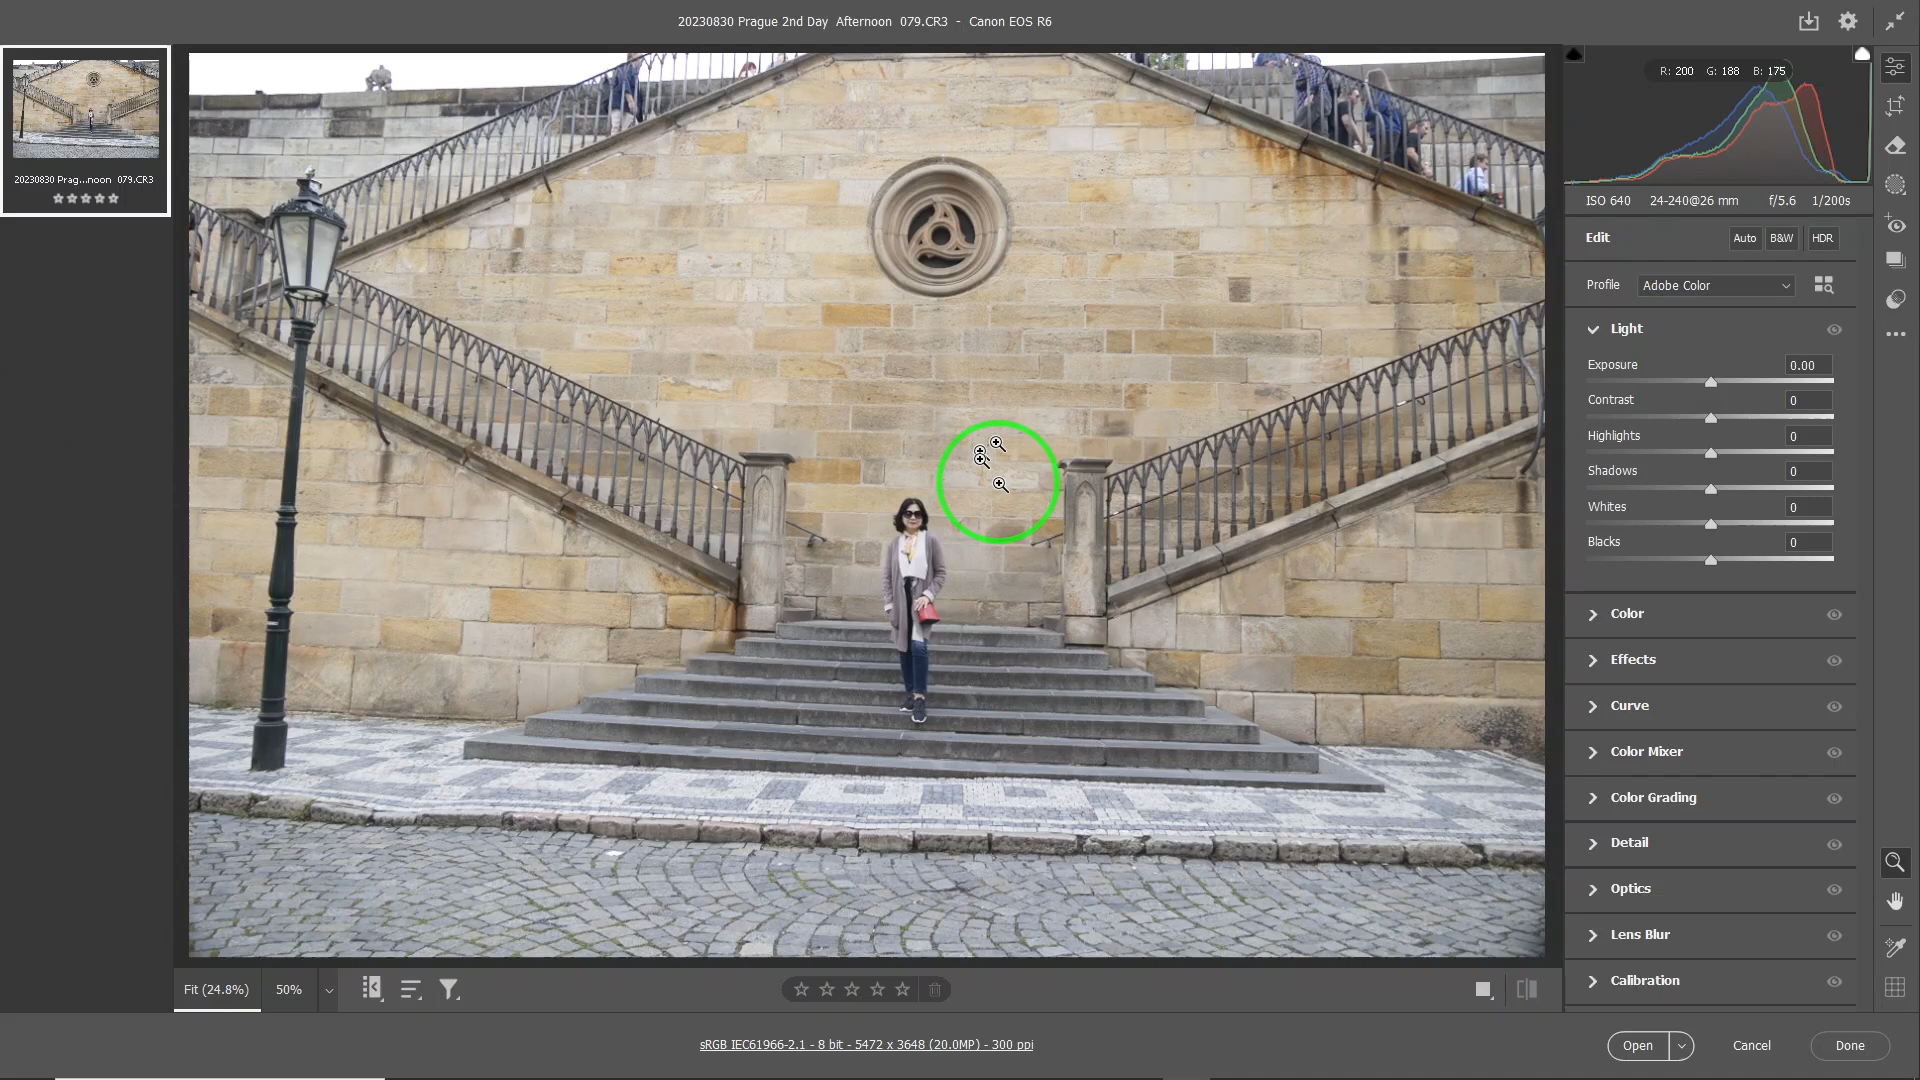 20230830 Prague 2nd Day  Afternoon  079.CR3  -  Canon EOS R6
20230830 Prag...noon  079.CR3
R: 200  G: 188  B: 175
ISO 640  24-240@26 mm  f/5.6  1/200s
Edit  Auto  B&W  HDR
Profile  Adobe Color
Light
Exposure  0.00
Contrast  0
Highlights  0
Shadows  0
Whites  0
Blacks  0
Color
Effects
Curve
Color Mixer
Color Grading
Detail
Optics
Lens Blur
Calibration
Fit (24.8%)  50%
sRGB IEC61966-2.1 - 8 bit - 5472 x 3648 (20.0MP) - 300 ppi
Open  Cancel  Done